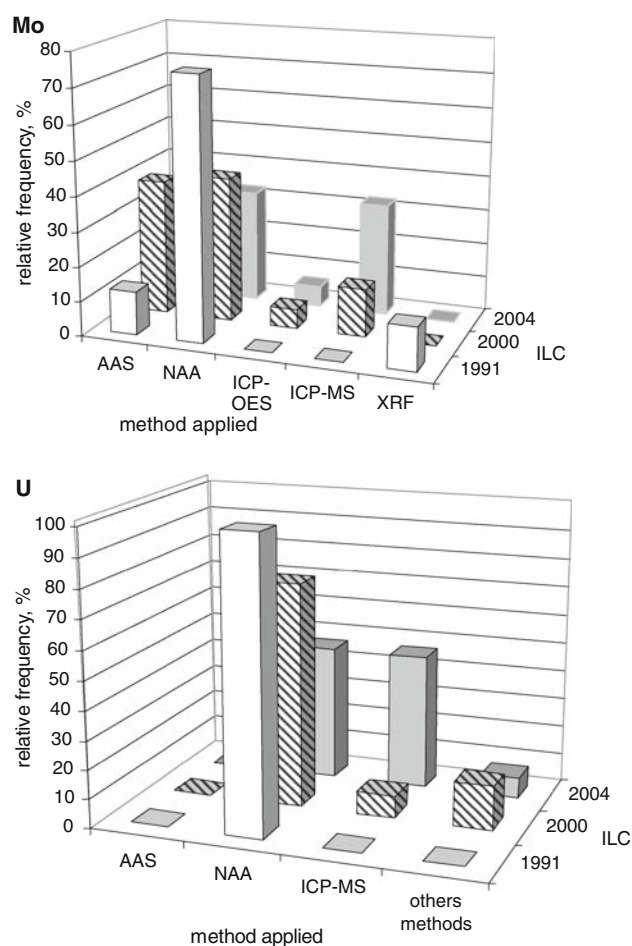 Mo
relative frequency, %
80
70
60
50
40
30
20
10
0
AAS
NAA
ICP-
OES
ICP-MS
XRF
method applied
1991
2000
2004
ILC
U
relative frequency, %
100
90
80
70
60
50
40
30
20
10
0
AAS
NAA
ICP-MS
others
methods
method applied
1991
2000
2004
ILC